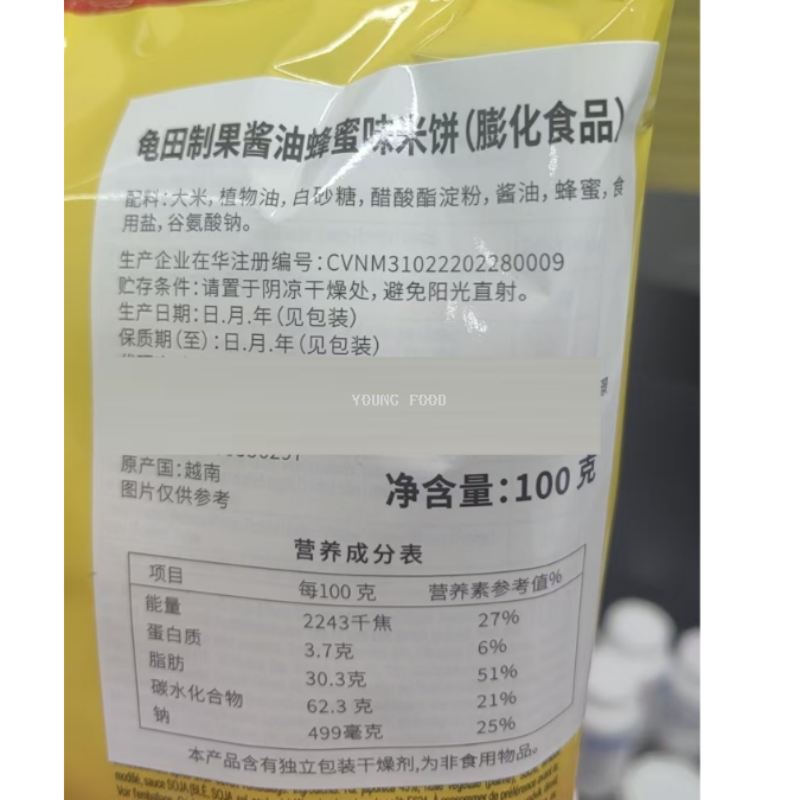 龟田制果酱油蜂蜜味米饼(膨化食品)
配料:大米,植物油,白砂糖,醋酸酯淀粉,酱油,蜂蜜,食
用盐,谷氨酸钠。
生产企业在华注册编号:CVNM31022202280009
贮存条件:请置于阴凉干燥处,避免阳光直射。
生产日期:日.月.年(见包装)
保质期(至):日.月.年(见包装)
YOUNG FOOD
原产国:越南
图片仅供参考
净含量:100克
营养成分表
项目 每100克 营养素参考值%
能量 2243千焦 27%
蛋白质 3.7克 6%
脂肪 30.3克 51%
碳水化合物 62.3克 21%
钠 499毫克 25%
本产品含有独立包装干燥剂,为非食用物品。
modifié, sauce SOJA (BLÉ, SOJA